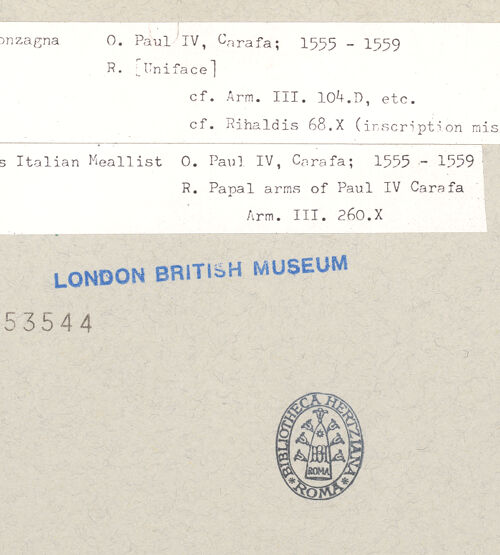 onzagna O. Paul IV, Carafa; 1555 - 1559
R. [Uniface]
cf. Arm. III. 104.D, etc.
cf. Rihaldis 68.X (inscription mis
s Italian Meallist O. Paul IV, Carafa; 1555 - 1559
R. Papal arms of Paul IV Carafa
Arm. III. 260.X
LONDON BRITISH MUSEUM
53544
BIBLIOTHECA HERTZIANA
ROMA
* ROMA *